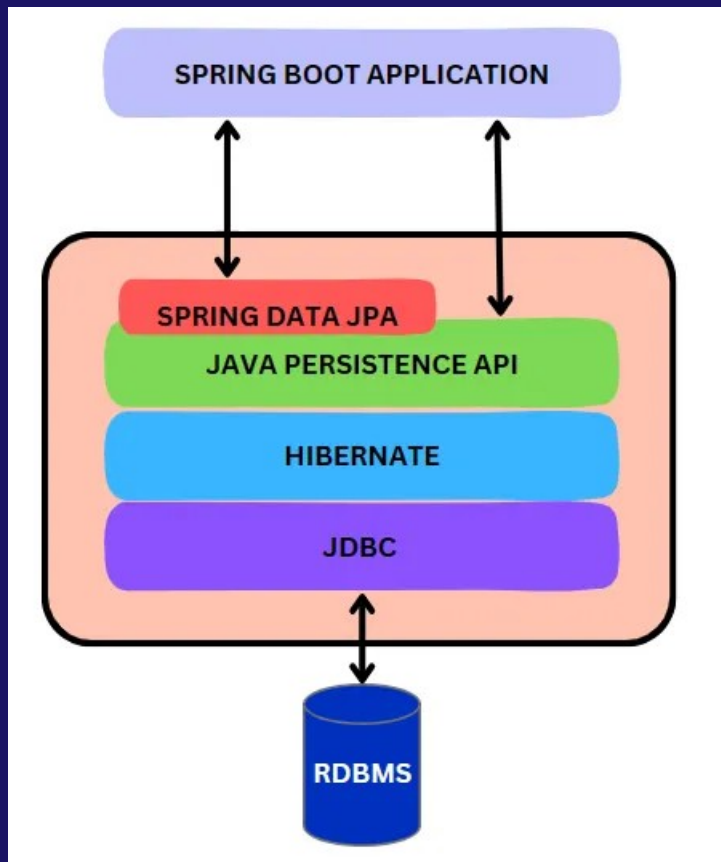 SPRING BOOT APPLICATION
SPRING DATA JPA
JAVA PERSISTENCE API
HIBERNATE
JDBC
RDBMS